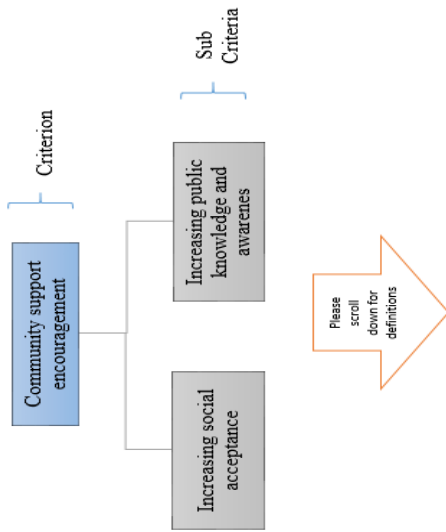 Criterion
Community support
encouragement
Sub
Criteria
Increasing social
acceptance
Increasing public
knowledge and
awarenes
Please
scroll
down for
definitions